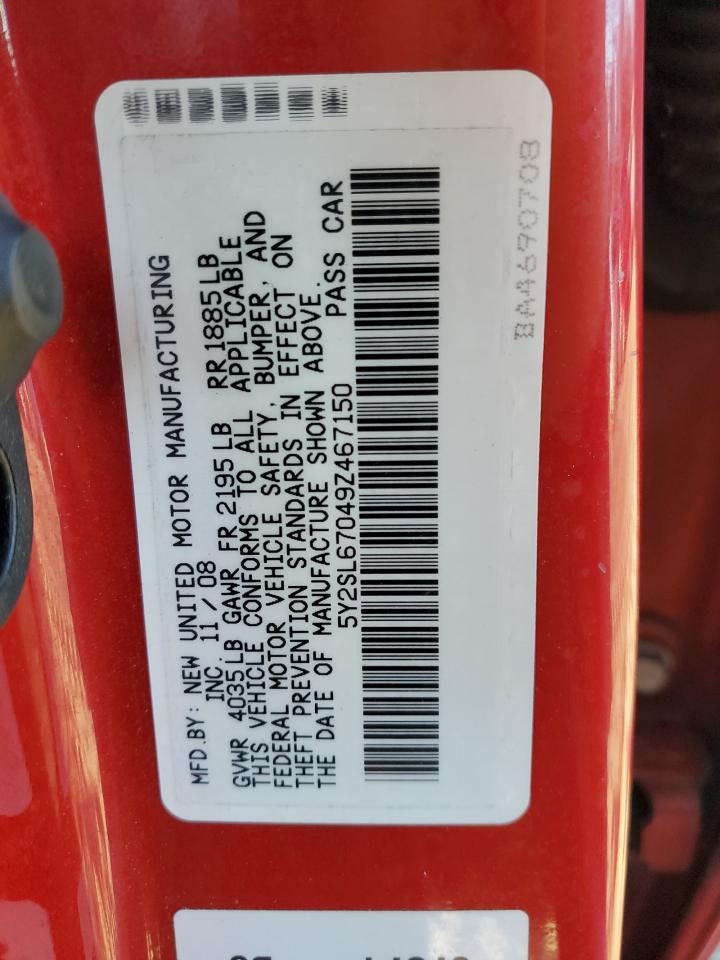 MFD.BY: NEW UNITED MOTOR MANUFACTURING
INC. 11/08
GVWR 4035LB GAWR FR 2195LB RR 1885LB
THIS VEHICLE CONFORMS TO ALL APPLICABLE
FEDERAL MOTOR VEHICLE SAFETY, BUMPER, AND
THEFT PREVENTION STANDARDS IN EFFECT ON
THE DATE OF MANUFACTURE SHOWN ABOVE.
5Y2SL67049Z467150 PASS CAR
BA4690708